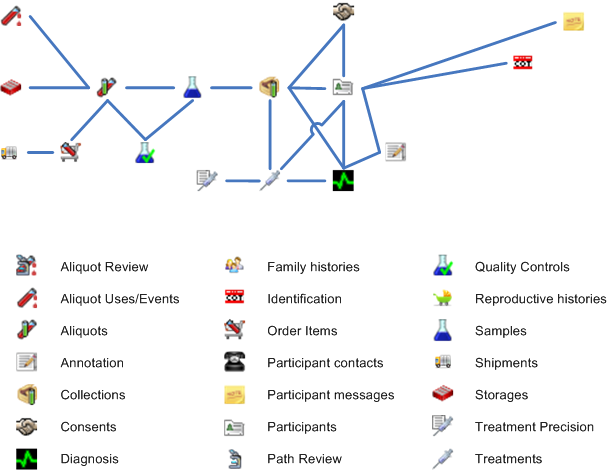 Aliquot Review
Family histories
Quality Controls
Aliquot Uses/Events
Identification
Reproductive histories
Aliquots
Order Items
Samples
Annotation
Participant contacts
Shipments
Collections
Participant messages
Storages
Consents
Participants
Treatment Precision
Diagnosis
Path Review
Treatments